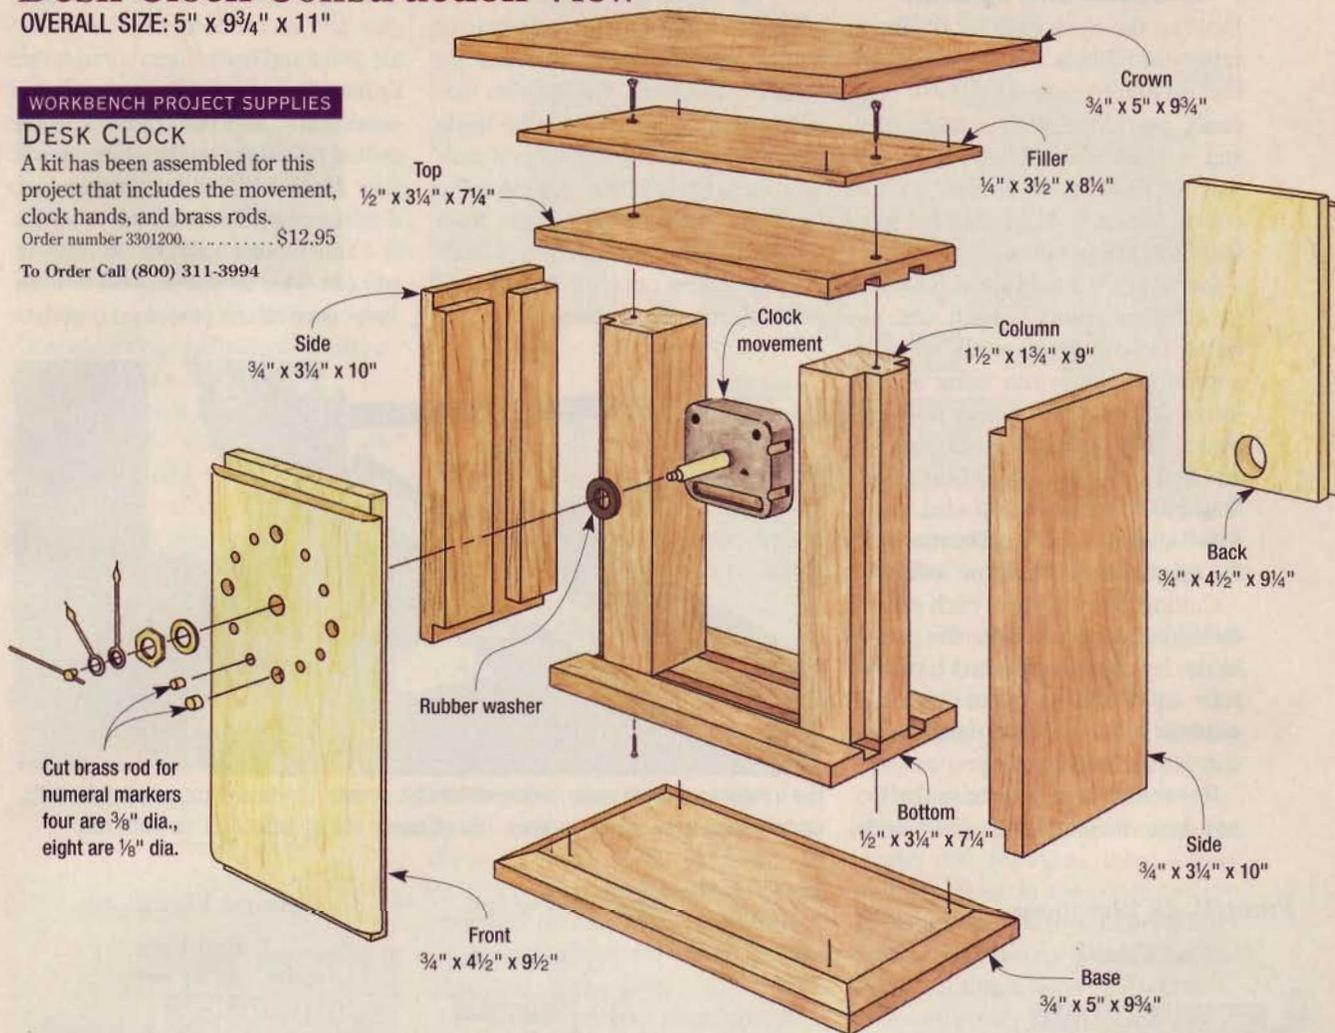 OVERALL SIZE: 5" x 9¾" x 11"
WORKBENCH PROJECT SUPPLIES
DESK CLOCK
A kit has been assembled for this
project that includes the movement,
clock hands, and brass rods.
Order number 3301200............$12.95
To Order Call (800) 311-3994
Crown
¾" x 5" x 9¾"
Filler
¼" x 3½" x 8¼"
Top
½" x 3¼" x 7¼"
Side
¾" x 3¼" x 10"
Clock
movement
Column
1½" x 1¾" x 9"
Back
¾" x 4½" x 9¼"
Rubber washer
Cut brass rod for
numeral markers
four are ⅜" dia.,
eight are ⅛" dia.
Bottom
½" x 3¼" x 7¼"
Side
¾" x 3¼" x 10"
Front
¾" x 4½" x 9½"
Base
¾" x 5" x 9¾"